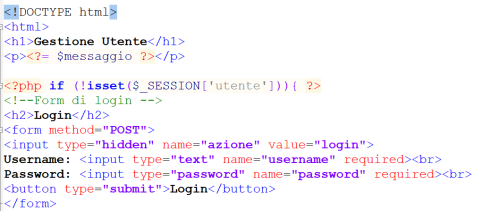 <!DOCTYPE html>
<html>
<h1>Gestione Utente</h1>
<p><?= $messaggio ?></p>
<?php if (!isset($_SESSION['utente'])){ ?>
<!--Form di login -->
<h2>Login</h2>
<form method="POST">
<input type="hidden" name="azione" value="login">
Username: <input type="text" name="username" required><br>
Password: <input type="password" name="password" required><br>
<button type="submit">Login</button>
</form>